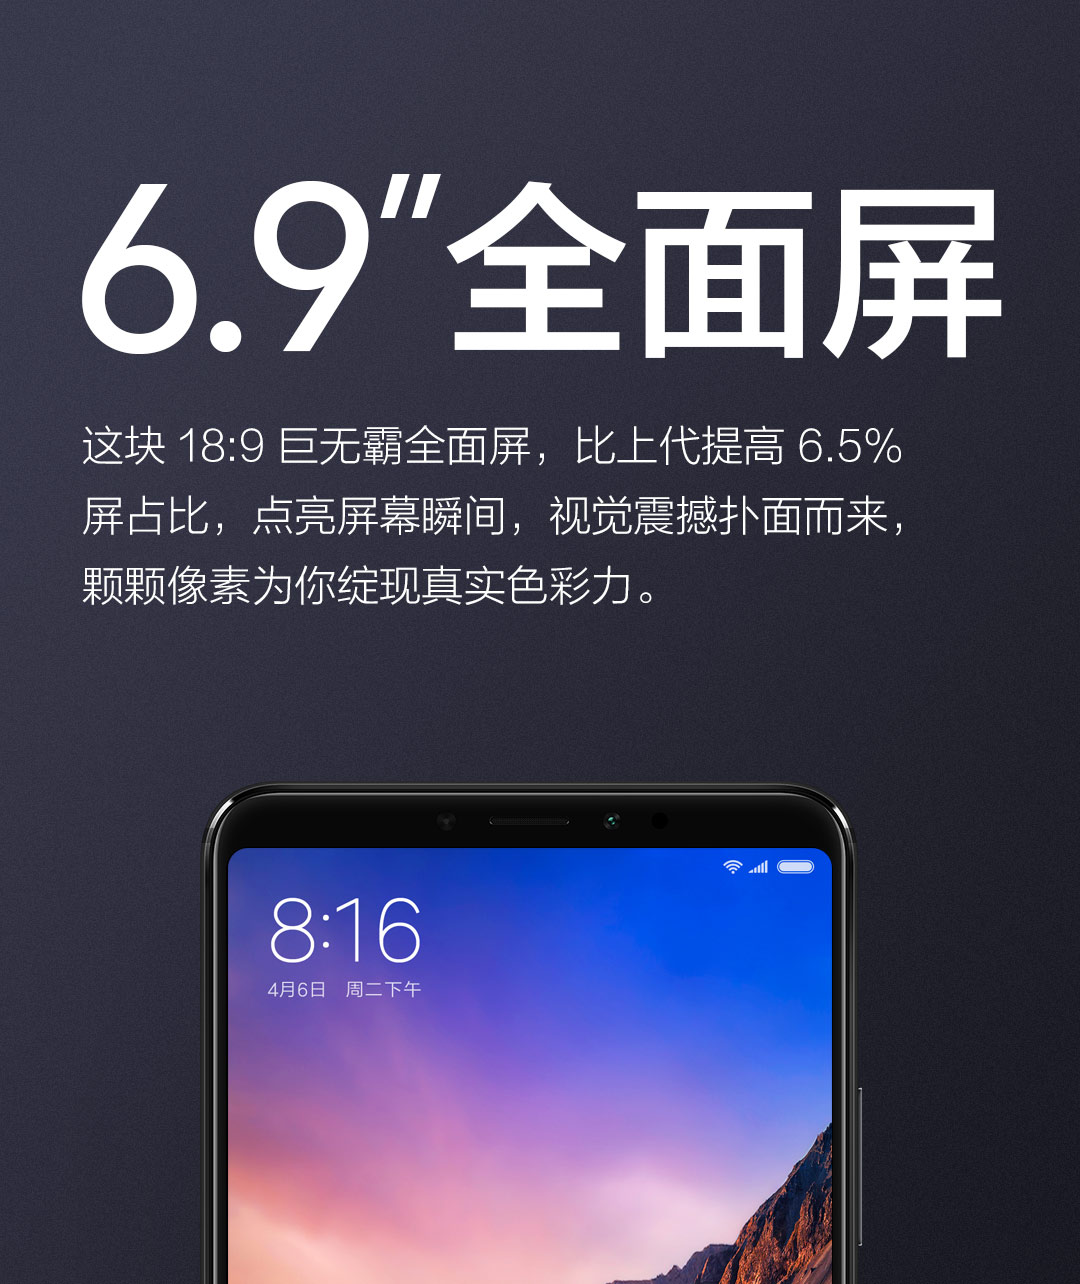 6.9″全面屏
这块 18:9 巨无霸全面屏，比上代提高 6.5%
屏占比，点亮屏幕瞬间，视觉震撼扑面而来，
颗颗像素为你绽现真实色彩力。
8:16
4月6日 周二下午